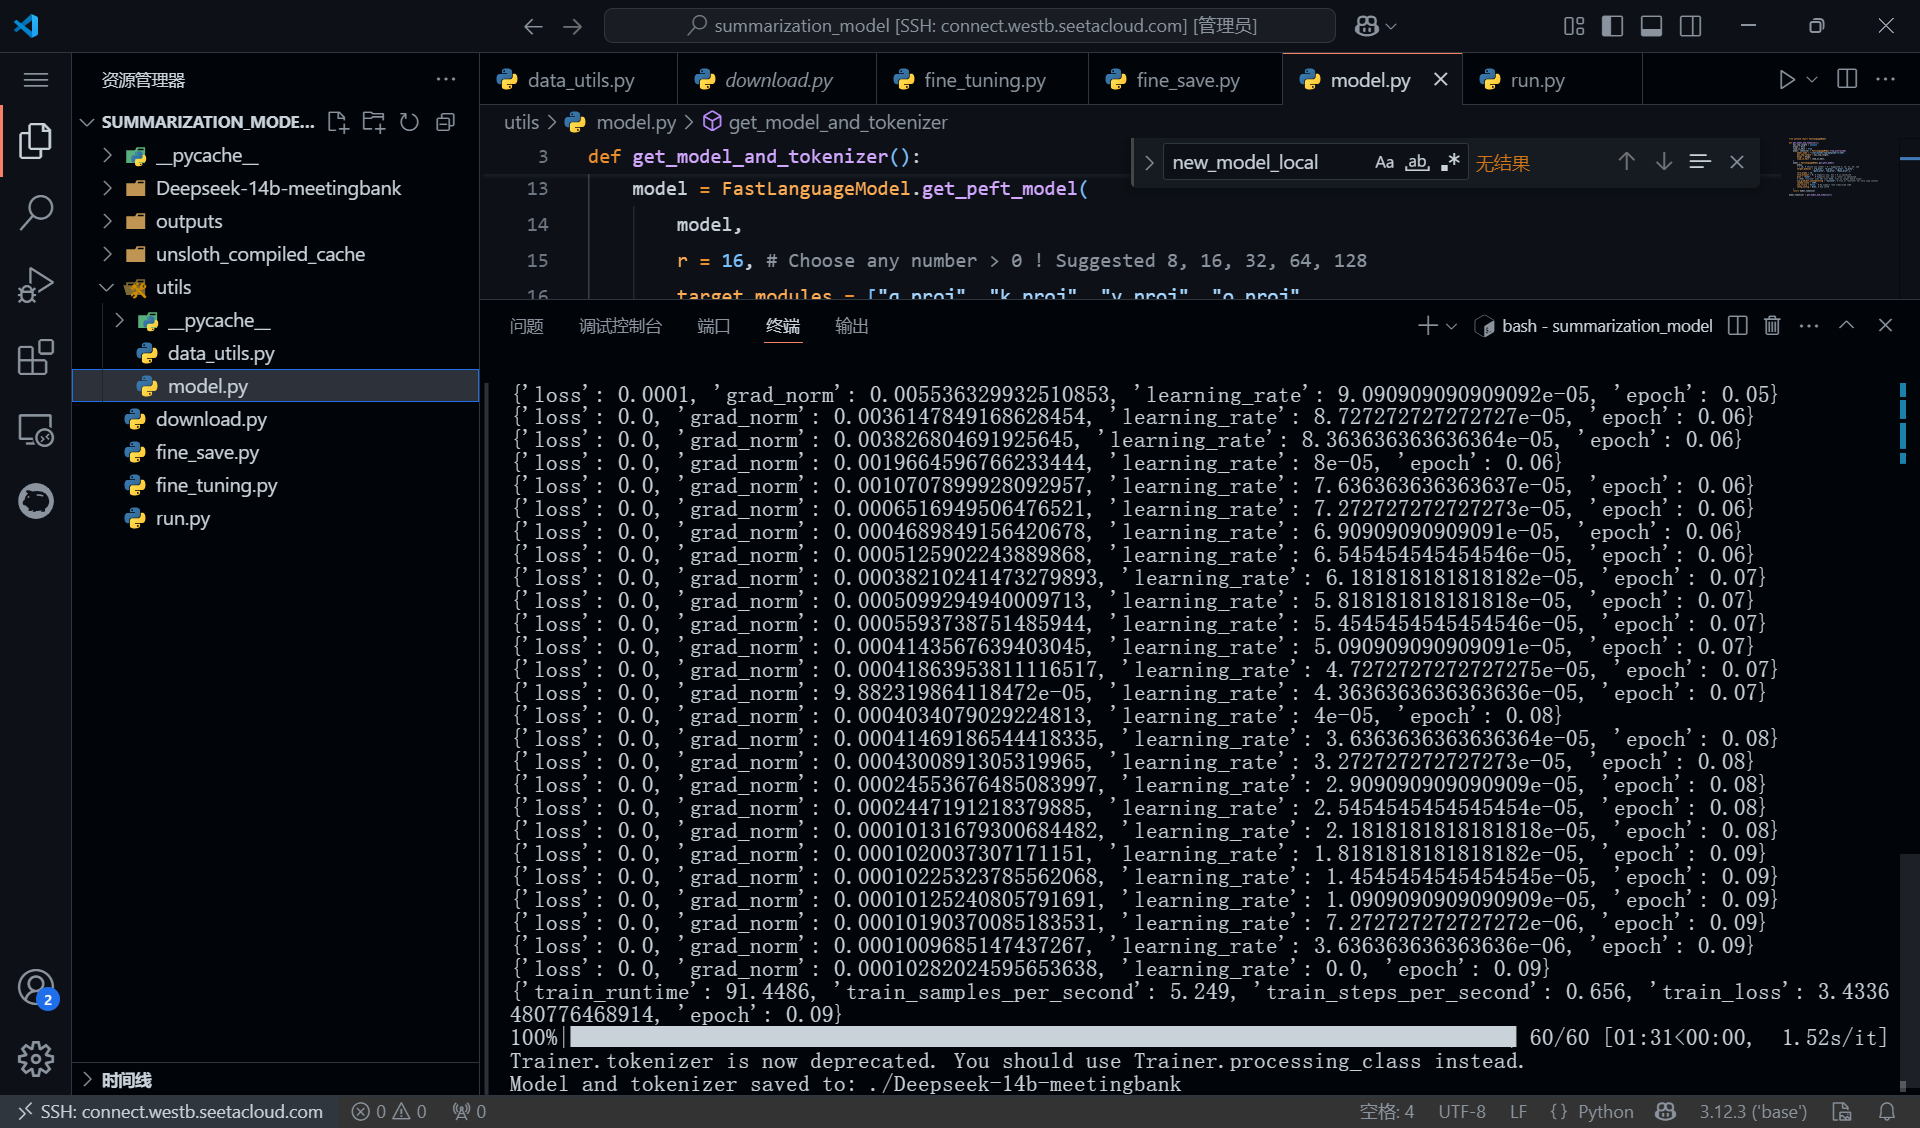 summarization_model [SSH: connect.westb.seetacloud.com] [管理员]
资源管理器
SUMMARIZATION_MODE...
__pycache__
Deepseek-14b-meetingbank
outputs
unsloth_compiled_cache
utils
__pycache__
data_utils.py
model.py
download.py
fine_save.py
fine_tuning.py
run.py
时间线
2
data_utils.py
download.py
fine_tuning.py
fine_save.py
model.py
run.py
utils > model.py > get_model_and_tokenizer
new_model_local Aa ab 无结果
3 def get_model_and_tokenizer():
13 model = FastLanguageModel.get_peft_model(
14 model,
15 r = 16, # Choose any number > 0 ! Suggested 8, 16, 32, 64, 128
16 target_modules = ["q_proj", "k_proj", "v_proj", "o_proj",
问题 调试控制台 端口 终端 输出
bash - summarization_model
{'loss': 0.0001, 'grad_norm': 0.005536329932510853, 'learning_rate': 9.090909090909092e-05, 'epoch': 0.05}
{'loss': 0.0, 'grad_norm': 0.0036147849168628454, 'learning_rate': 8.727272727272727e-05, 'epoch': 0.06}
{'loss': 0.0, 'grad_norm': 0.003826804691925645, 'learning_rate': 8.363636363636364e-05, 'epoch': 0.06}
{'loss': 0.0, 'grad_norm': 0.0019664596766233444, 'learning_rate': 8e-05, 'epoch': 0.06}
{'loss': 0.0, 'grad_norm': 0.0010707899928092957, 'learning_rate': 7.636363636363637e-05, 'epoch': 0.06}
{'loss': 0.0, 'grad_norm': 0.0006516949506476521, 'learning_rate': 7.272727272727273e-05, 'epoch': 0.06}
{'loss': 0.0, 'grad_norm': 0.0004689849156420678, 'learning_rate': 6.90909090909091e-05, 'epoch': 0.06}
{'loss': 0.0, 'grad_norm': 0.0005125902243889868, 'learning_rate': 6.545454545454546e-05, 'epoch': 0.06}
{'loss': 0.0, 'grad_norm': 0.00038210241473279893, 'learning_rate': 6.181818181818182e-05, 'epoch': 0.07}
{'loss': 0.0, 'grad_norm': 0.0005099294940009713, 'learning_rate': 5.818181818181818e-05, 'epoch': 0.07}
{'loss': 0.0, 'grad_norm': 0.0005593738751485944, 'learning_rate': 5.4545454545454546e-05, 'epoch': 0.07}
{'loss': 0.0, 'grad_norm': 0.0004143567639403045, 'learning_rate': 5.090909090909091e-05, 'epoch': 0.07}
{'loss': 0.0, 'grad_norm': 0.00041863953811116517, 'learning_rate': 4.7272727272727275e-05, 'epoch': 0.07}
{'loss': 0.0, 'grad_norm': 9.882319864118472e-05, 'learning_rate': 4.3636363636363636e-05, 'epoch': 0.07}
{'loss': 0.0, 'grad_norm': 0.0004034079029224813, 'learning_rate': 4e-05, 'epoch': 0.08}
{'loss': 0.0, 'grad_norm': 0.00041469186544418335, 'learning_rate': 3.6363636363636364e-05, 'epoch': 0.08}
{'loss': 0.0, 'grad_norm': 0.0004300891305319965, 'learning_rate': 3.272727272727273e-05, 'epoch': 0.08}
{'loss': 0.0, 'grad_norm': 0.00024553676485083997, 'learning_rate': 2.909090909090909e-05, 'epoch': 0.08}
{'loss': 0.0, 'grad_norm': 0.0002447191218379885, 'learning_rate': 2.5454545454545454e-05, 'epoch': 0.08}
{'loss': 0.0, 'grad_norm': 0.00010131679300684482, 'learning_rate': 2.1818181818181818e-05, 'epoch': 0.08}
{'loss': 0.0, 'grad_norm': 0.0001020037307171151, 'learning_rate': 1.8181818181818182e-05, 'epoch': 0.09}
{'loss': 0.0, 'grad_norm': 0.00010225323785562068, 'learning_rate': 1.4545454545454545e-05, 'epoch': 0.09}
{'loss': 0.0, 'grad_norm': 0.00010125240805791691, 'learning_rate': 1.0909090909090909e-05, 'epoch': 0.09}
{'loss': 0.0, 'grad_norm': 0.00010190370085183531, 'learning_rate': 7.272727272727272e-06, 'epoch': 0.09}
{'loss': 0.0, 'grad_norm': 0.0001009685147437267, 'learning_rate': 3.636363636363636e-06, 'epoch': 0.09}
{'loss': 0.0, 'grad_norm': 0.00010282024595653638, 'learning_rate': 0.0, 'epoch': 0.09}
{'train_runtime': 91.4486, 'train_samples_per_second': 5.249, 'train_steps_per_second': 0.656, 'train_loss': 3.4336
480776468914, 'epoch': 0.09}
100%| 60/60 [01:31<00:00, 1.52s/it]
Trainer.tokenizer is now deprecated. You should use Trainer.processing_class instead.
Model and tokenizer saved to: ./Deepseek-14b-meetingbank
SSH: connect.westb.seetacloud.com 0 0 0 空格: 4 UTF-8 LF {} Python 3.12.3 ('base')